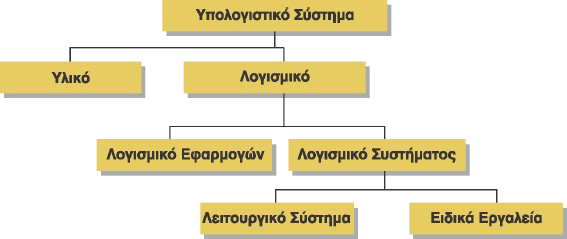 Υπολογιστικό Σύστημα
Υλικό
Λογισμικό
Λογισμικό Εφαρμογών
Λογισμικό Συστήματος
Λειτουργικό Σύστημα
Ειδικά Εργαλεία